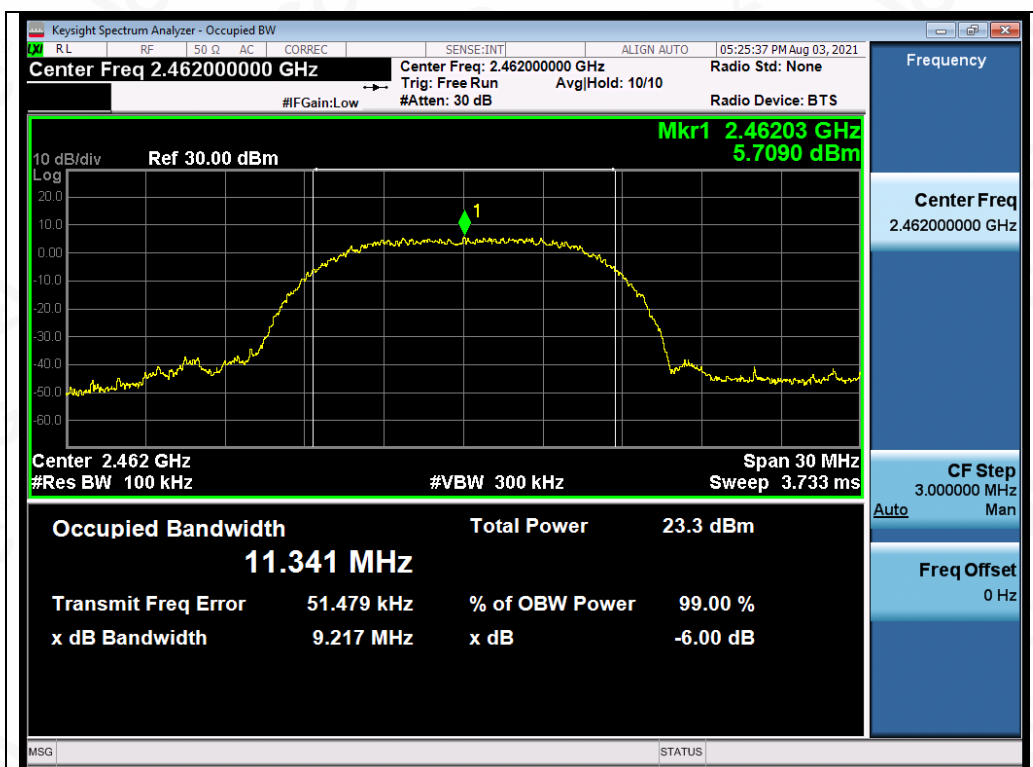 Keysight Spectrum Analyzer - Occupied BW
LXI RL RF 50 Ω AC CORREC SENSE:INT ALIGN AUTO 05:25:37 PM Aug 03, 2021
Center Freq 2.462000000 GHz
Center Freq: 2.462000000 GHz
Radio Std: None
Trig: Free Run Avg|Hold: 10/10
#IFGain:Low
#Atten: 30 dB
Radio Device: BTS
Mkr1 2.46203 GHz
5.7090 dBm
10 dB/div Ref 30.00 dBm
Log
20.0
1
10.0
0.00
-10.0
-20.0
-30.0
-40.0
-50.0
-60.0
Center 2.462 GHz Span 30 MHz
#Res BW 100 kHz #VBW 300 kHz Sweep 3.733 ms
Occupied Bandwidth Total Power 23.3 dBm
11.341 MHz
Transmit Freq Error 51.479 kHz % of OBW Power 99.00 %
x dB Bandwidth 9.217 MHz x dB -6.00 dB
Frequency
Center Freq
2.462000000 GHz
CF Step
3.000000 MHz
Auto Man
Freq Offset
0 Hz
MSG STATUS